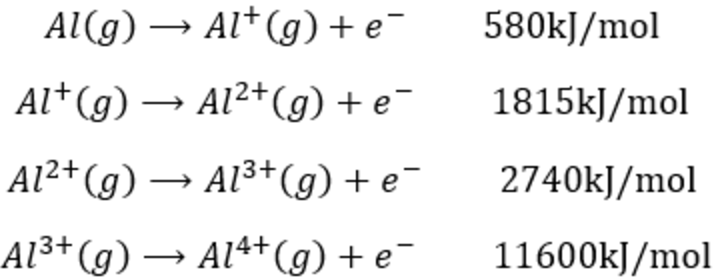 Al(g) ⟶ Al⁺(g) + e⁻ 580kJ/mol
Al⁺(g) ⟶ Al²⁺(g) + e⁻ 1815kJ/mol
Al²⁺(g) ⟶ Al³⁺(g) + e⁻ 2740kJ/mol
Al³⁺(g) ⟶ Al⁴⁺(g) + e⁻ 11600kJ/mol